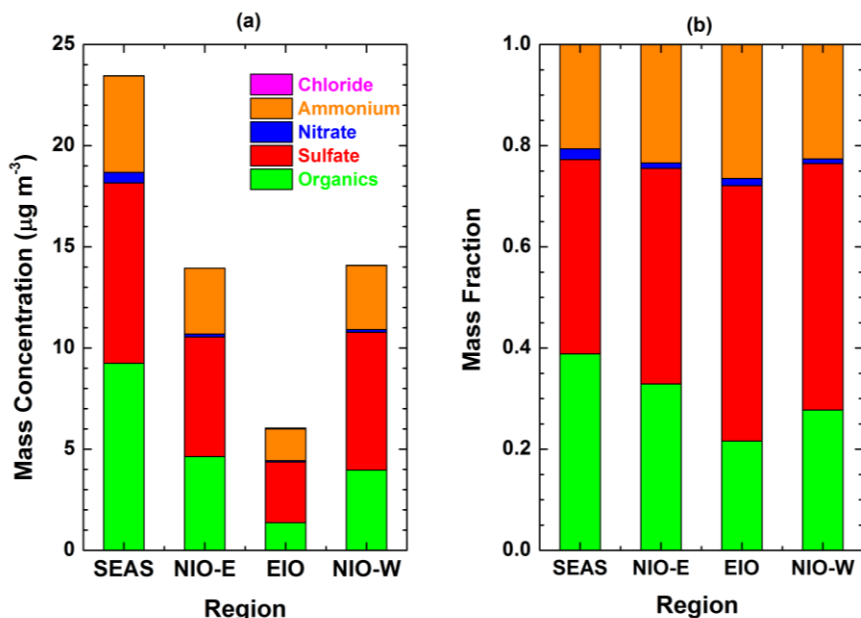 (a)
25
20
15
10
5
0
Mass Concentration (μg m⁻³)
Chloride
Ammonium
Nitrate
Sulfate
Organics
SEAS NIO-E EIO NIO-W
Region
(b)
1.0
0.8
0.6
0.4
0.2
0.0
Mass Fraction
SEAS NIO-E EIO NIO-W
Region